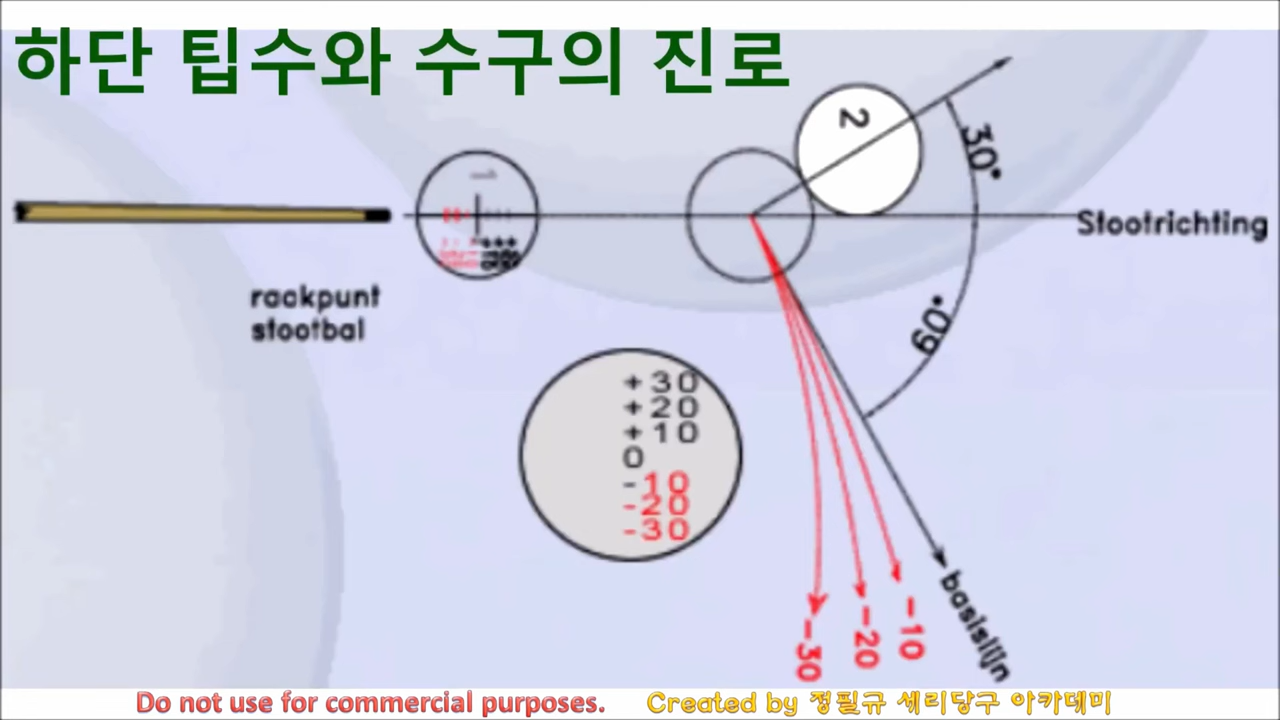 하단 팁수와 수구의 진로
2
30°
1
Stootrichting
raakpunt
stootbal
60°
+30
+20
+10
0
-10
-20
-30
basislijn
-10
-20
-30
Do not use for commercial purposes. Created by 정필규 세리당구 아카데미